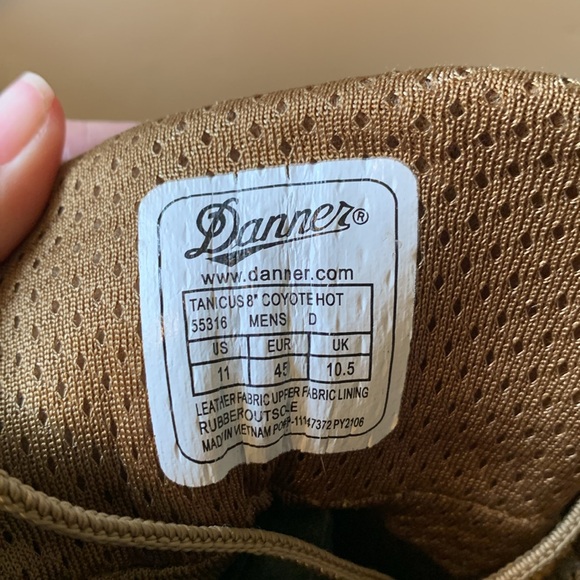 Danner®
www.danner.com
TANICUS 8" COYOTE HOT
55316 MENS D
US EUR UK
11 45 10.5
LEATHER FABRIC UPPER FABRIC LINING
RUBBER OUTSOLE
MADE IN VIETNAM PO#P-11147372 PY2106